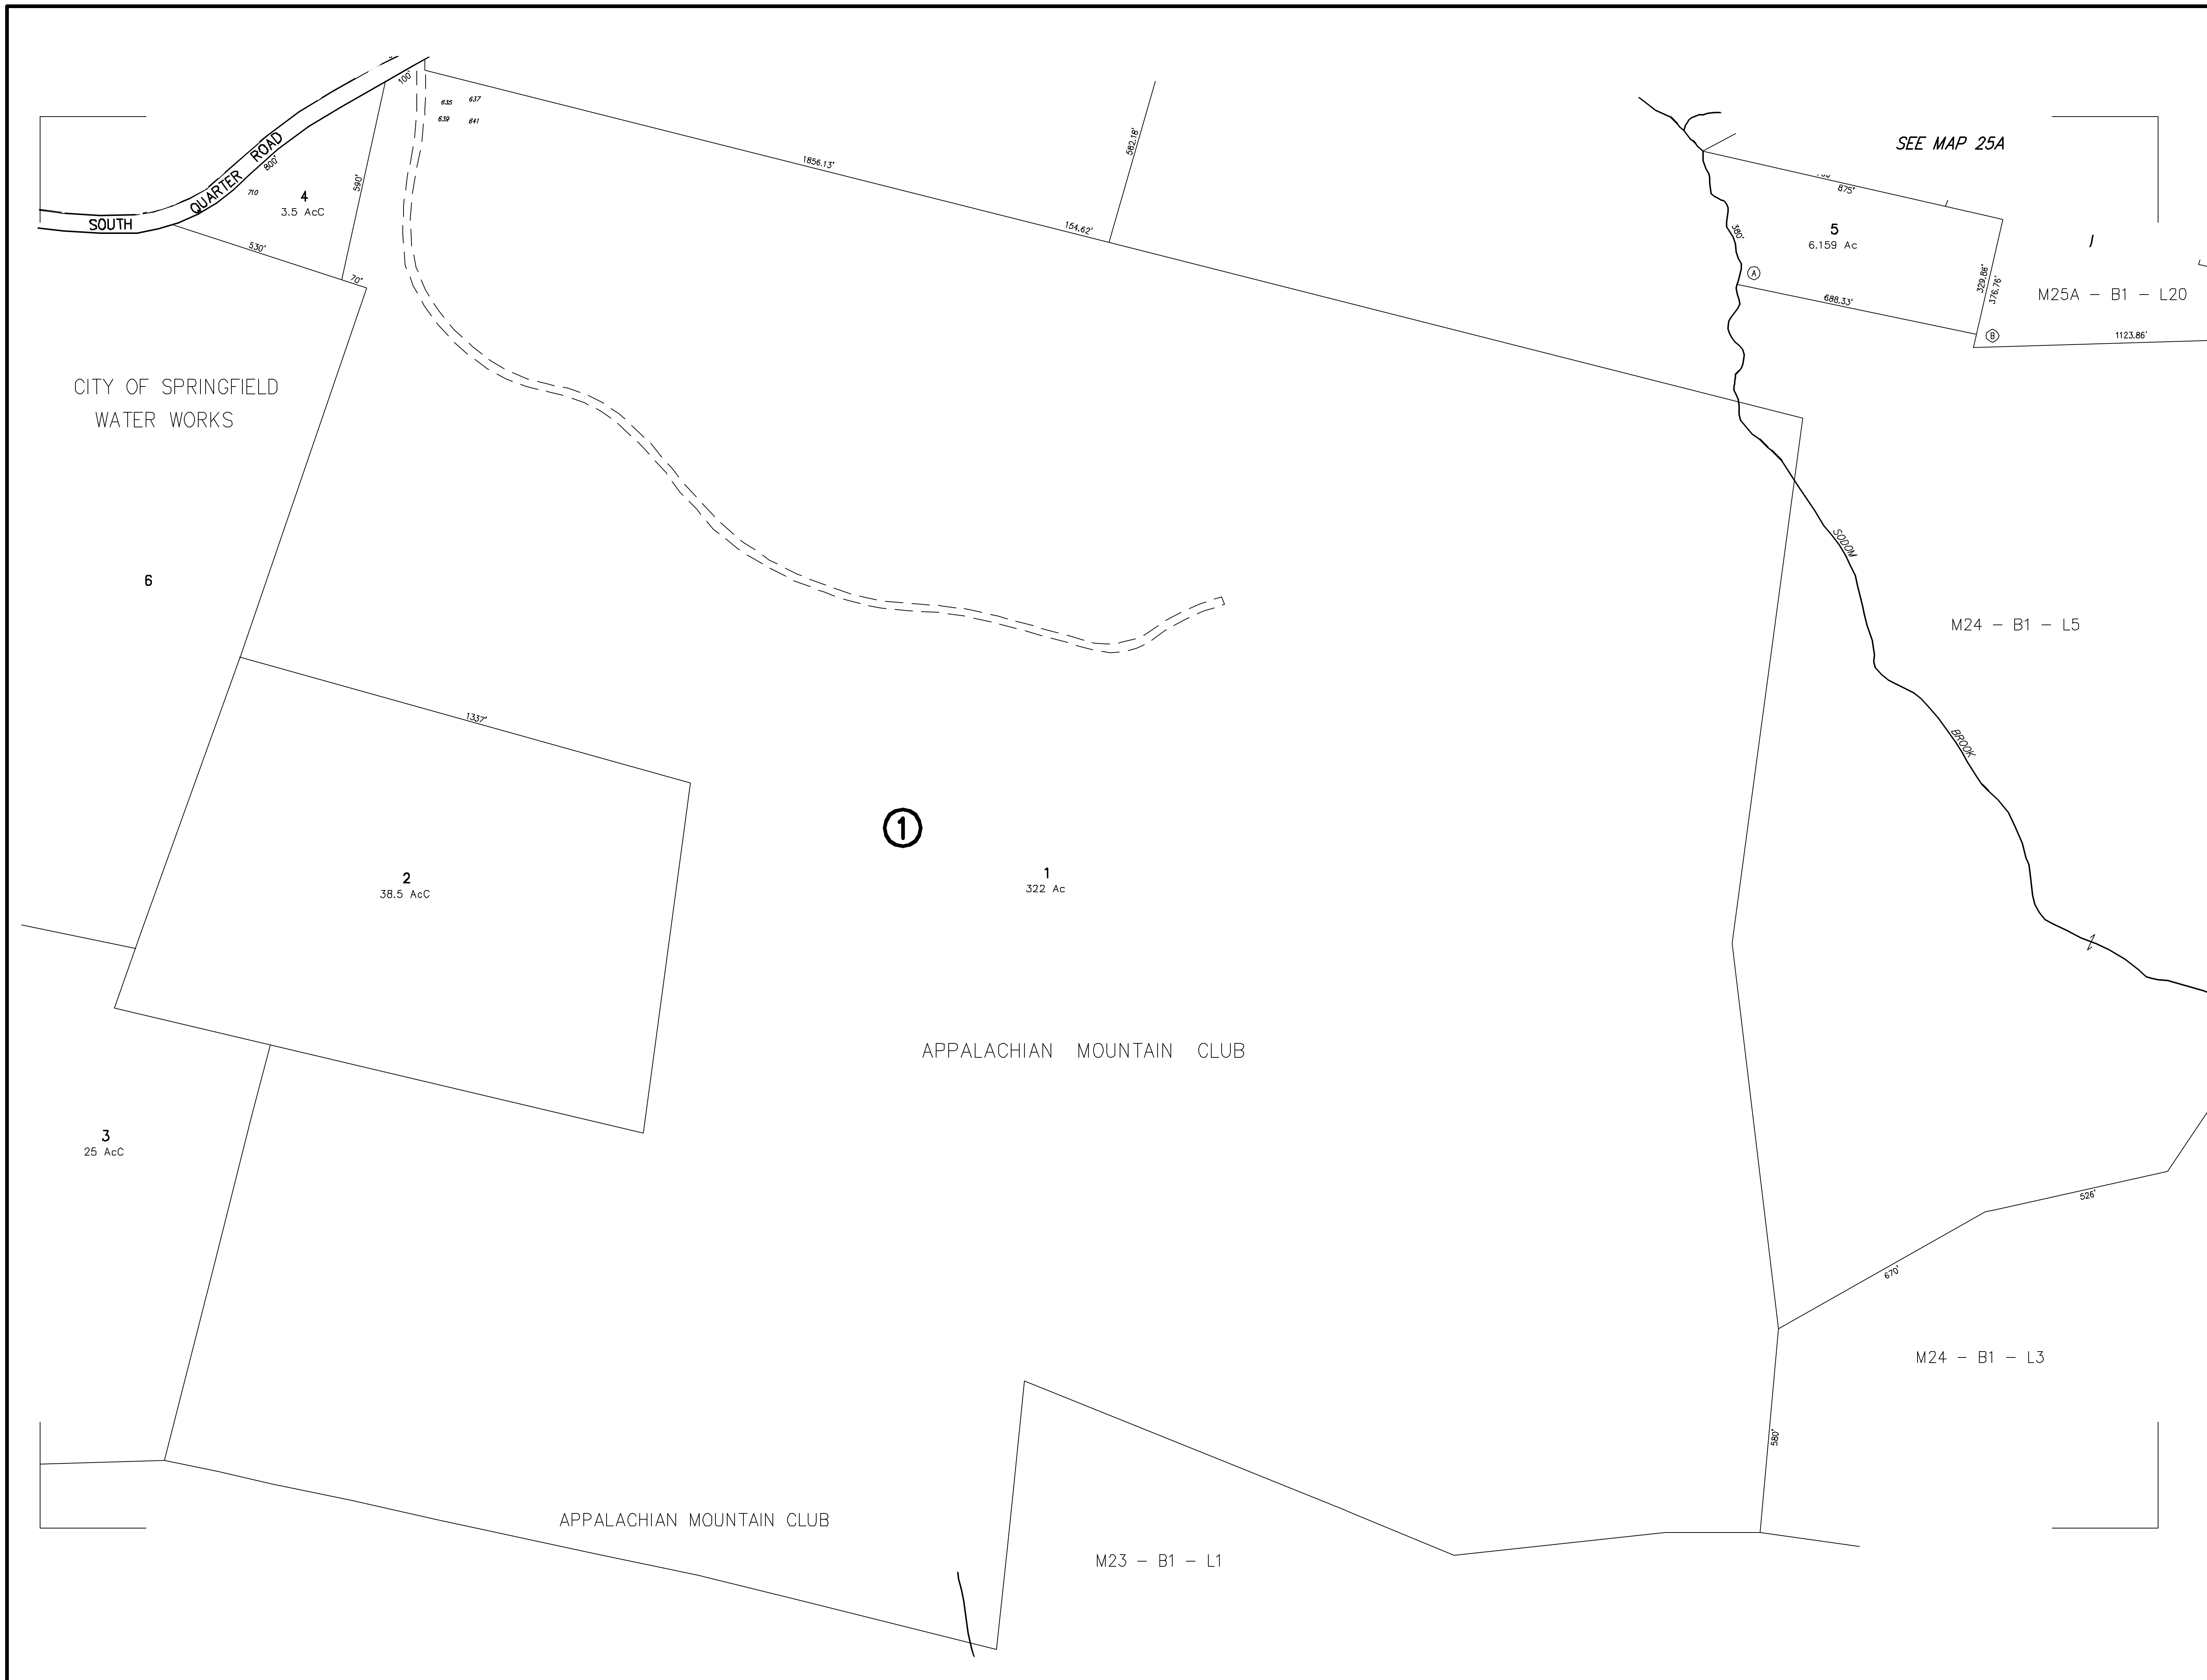 100'
635 637
639 641
SOUTH QUARTER ROAD
800'
710
4
3.5 AcC
590'
530'
70'
1856.13'
154.62'
582.18'
SEE MAP 25A
875'
5
6.159 Ac
380'
A
688.33'
329.86'
376.76'
B
1123.86'
M25A - B1 - L20
CITY OF SPRINGFIELD
WATER WORKS
6
SODOM
BROOK
M24 - B1 - L5
1337'
2
38.5 AcC
1
1
322 Ac
APPALACHIAN MOUNTAIN CLUB
3
25 AcC
526'
670'
M24 - B1 - L3
580'
APPALACHIAN MOUNTAIN CLUB
M23 - B1 - L1